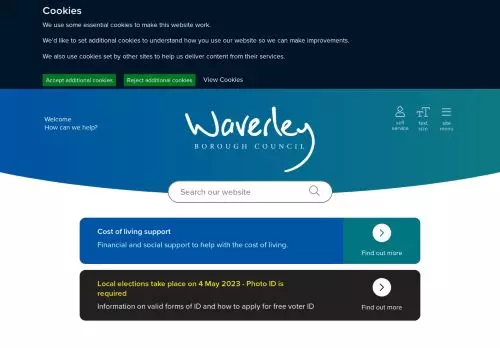 Cookies
We use some essential cookies to make this website work.
We'd like to set additional cookies to understand how you use our website so we can make improvements.
We also use cookies set by other sites to help us deliver content from their services.
Accept additional cookies
Reject additional cookies
View Cookies
Welcome
How can we help?
Waverley
BOROUGH COUNCIL
self
service
TT
text
size
site
menu
Search our website
Cost of living support
Financial and social support to help with the cost of living.
Find out more
Local elections take place on 4 May 2023 - Photo ID is
required
Information on valid forms of ID and how to apply for free voter ID
Find out more